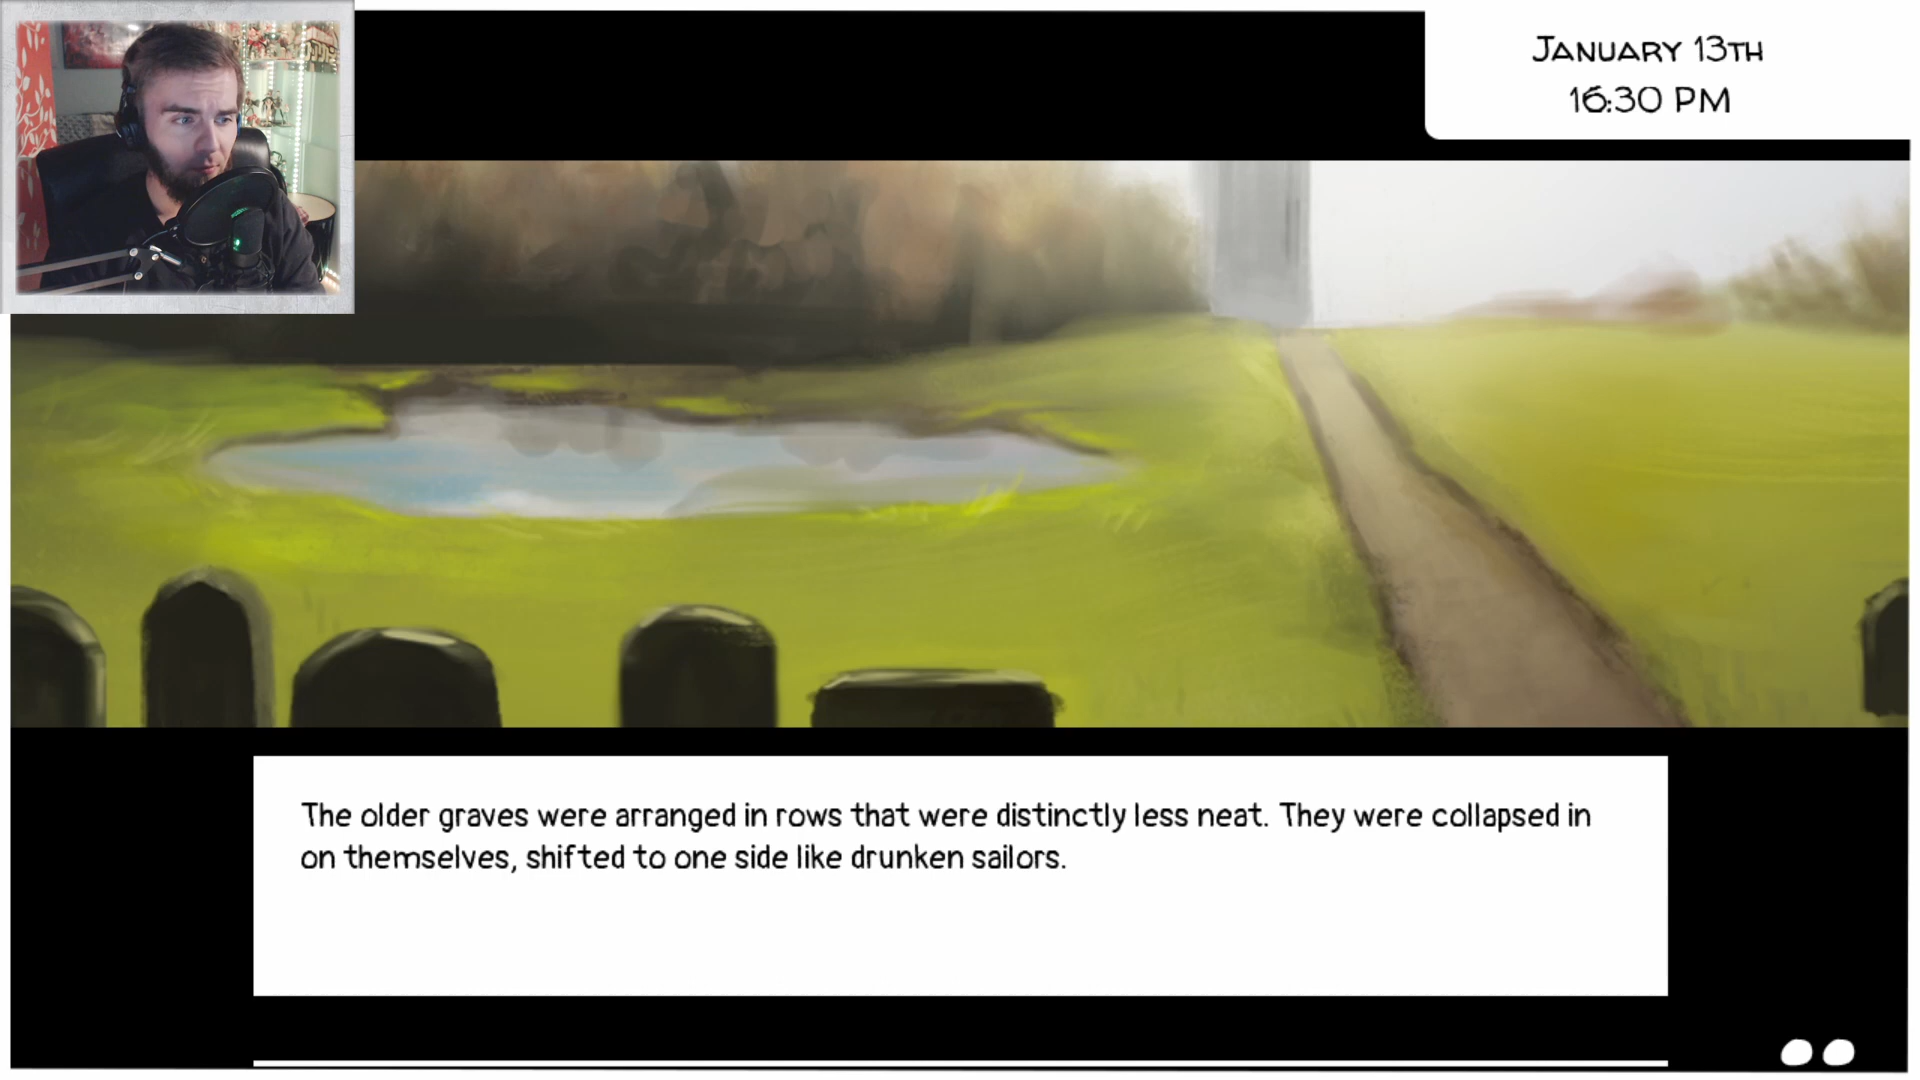 JANUARY 13TH
16:30 PM
The older graves were arranged in rows that were distinctly less neat. They were collapsed in
on themselves, shifted to one side like drunken sailors.